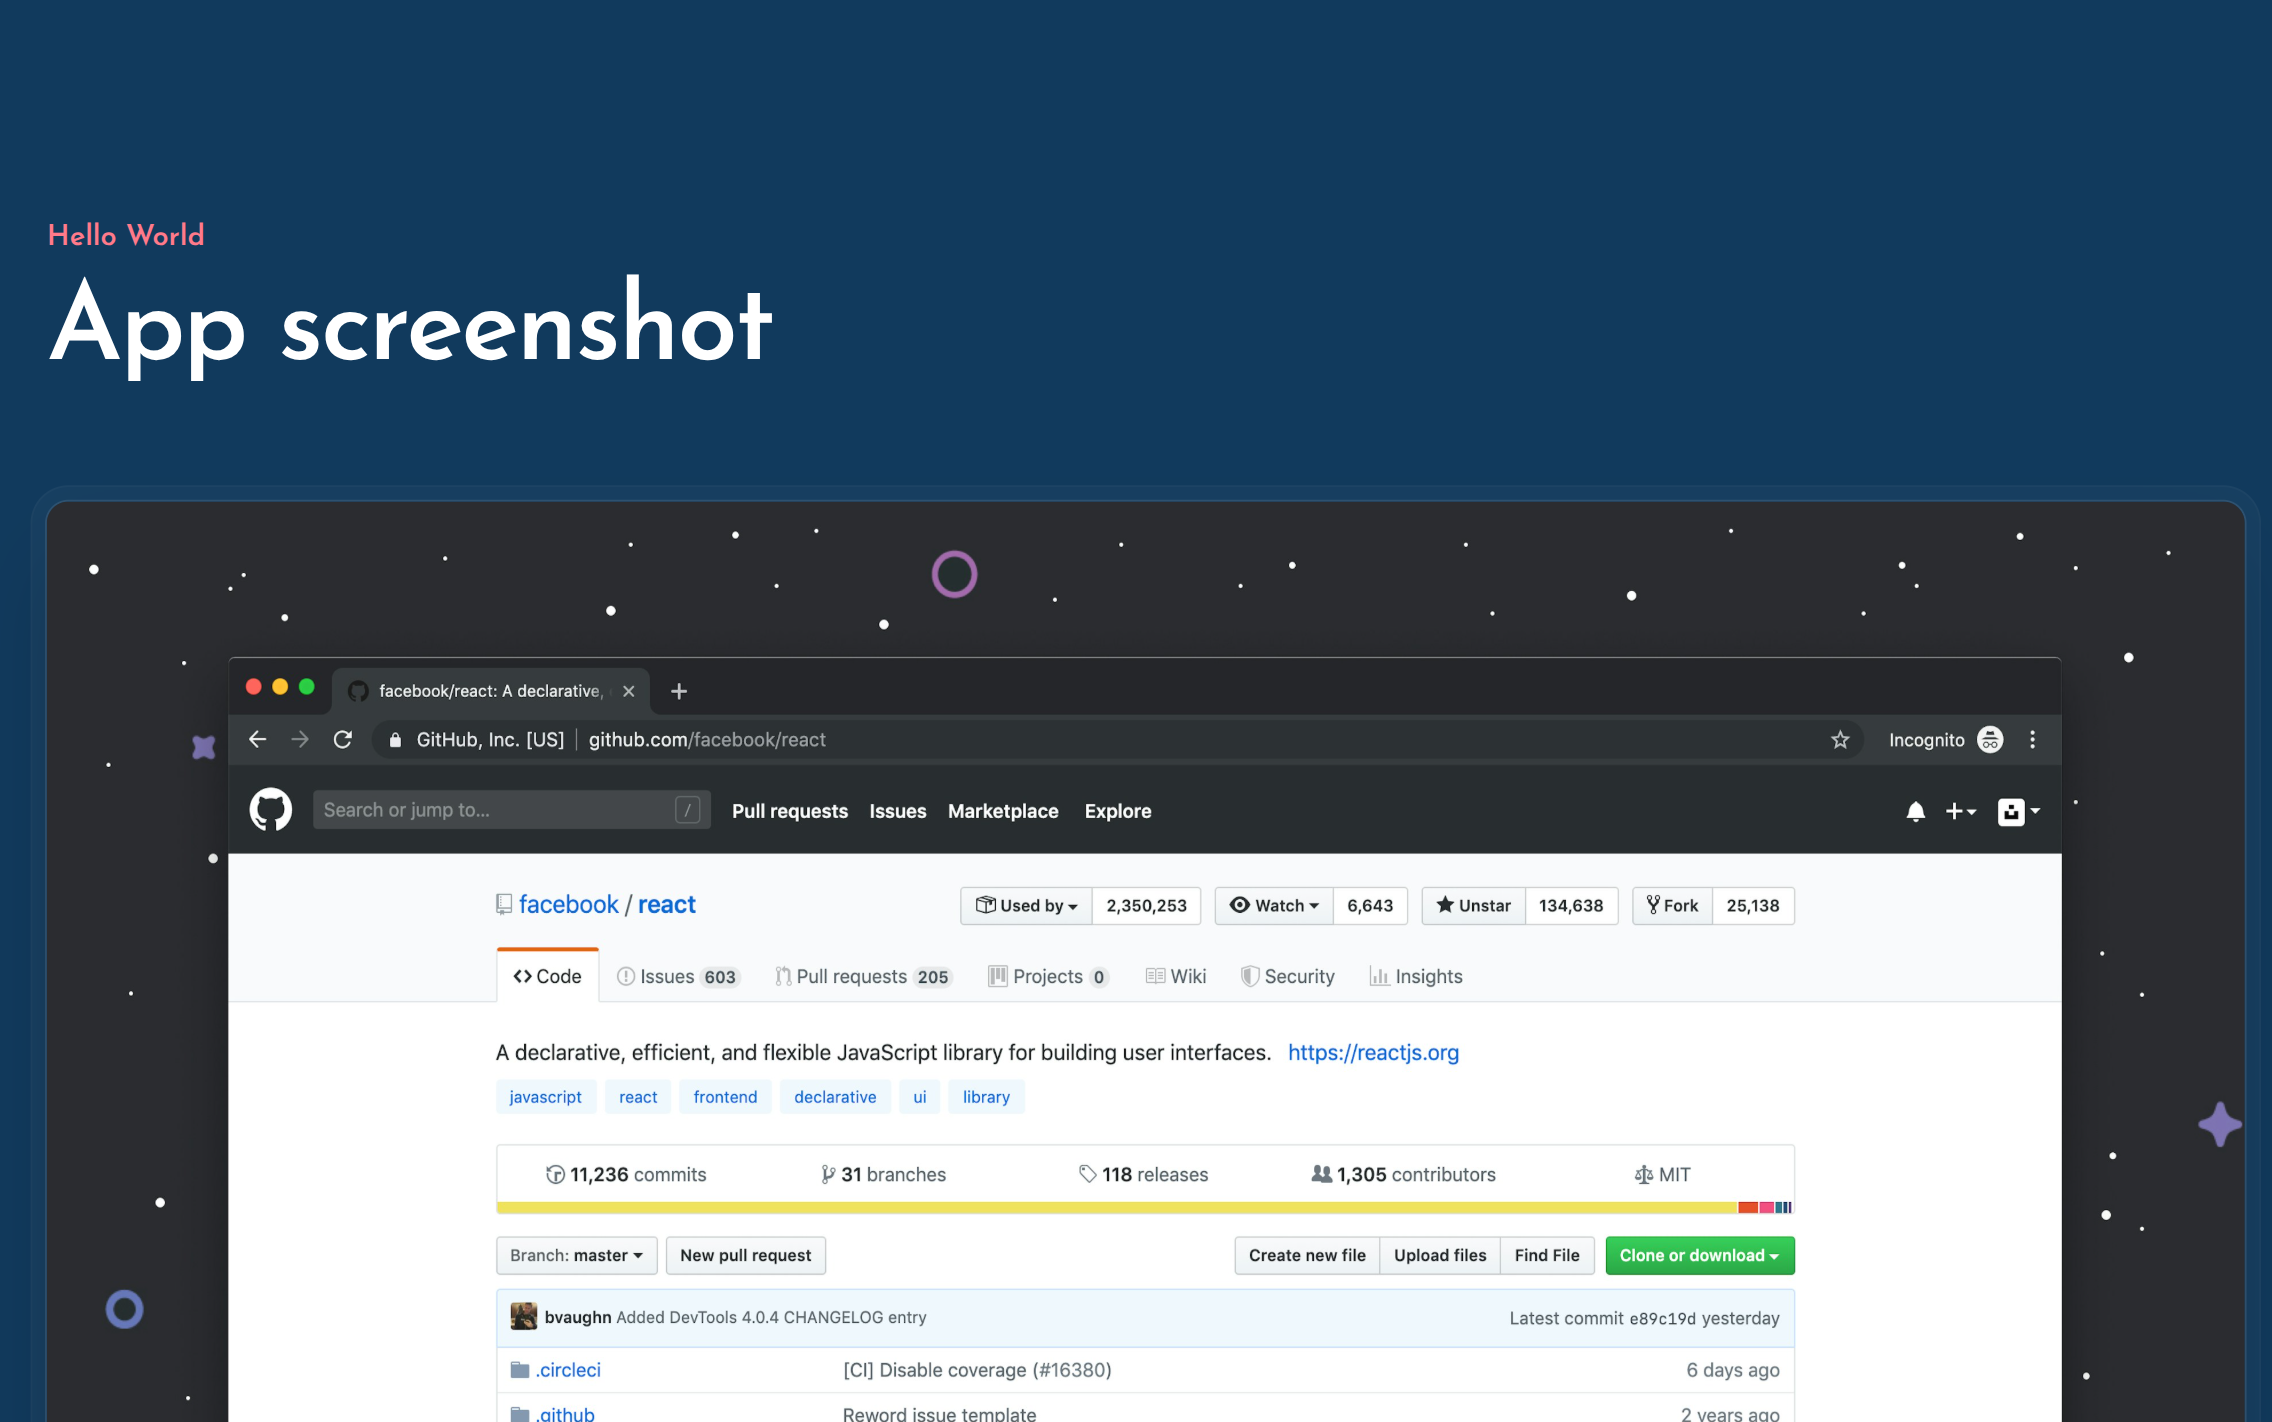 Hello World
App screenshot
facebook/react: A declarative,
GitHub, Inc. [US] github.com/facebook/react Incognito
Search or jump to... / Pull requests Issues Marketplace Explore
facebook / react Used by 2,350,253 Watch 6,643 Unstar 134,638 Fork 25,138
Code Issues 603 Pull requests 205 Projects 0 Wiki Security Insights
A declarative, efficient, and flexible JavaScript library for building user interfaces. https://reactjs.org
javascript react frontend declarative ui library
11,236 commits 31 branches 118 releases 1,305 contributors MIT
Branch: master New pull request Create new file Upload files Find File Clone or download
bvaughn Added DevTools 4.0.4 CHANGELOG entry Latest commit e89c19d yesterday
.circleci [CI] Disable coverage (#16380) 6 days ago
.github Reword issue template 2 years ago